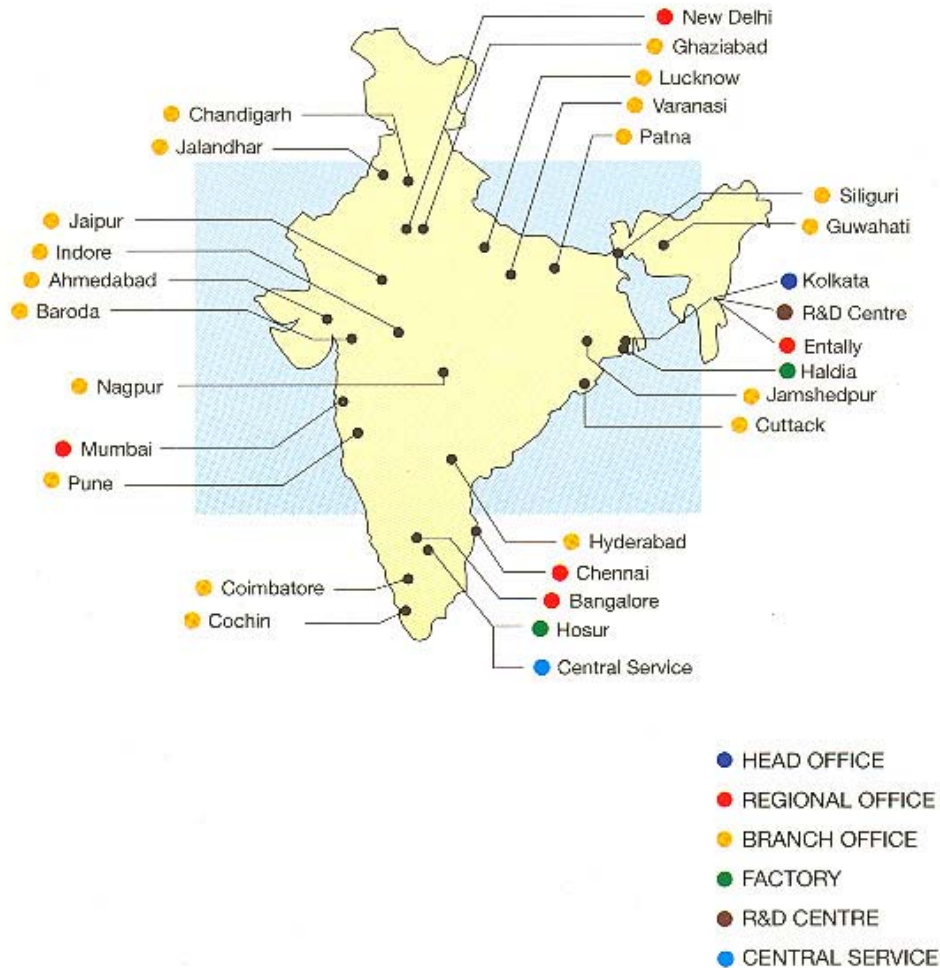 New Delhi
Ghaziabad
Lucknow
Varanasi
Patna
Chandigarh
Jalandhar
Siliguri
Guwahati
Jaipur
Indore
Ahmedabad
Baroda
Kolkata
R&D Centre
Entally
Haldia
Nagpur
Jamshedpur
Cuttack
Mumbai
Pune
Hyderabad
Chennai
Coimbatore
Bangalore
Cochin
Hosur
Central Service
HEAD OFFICE
REGIONAL OFFICE
BRANCH OFFICE
FACTORY
R&D CENTRE
CENTRAL SERVICE